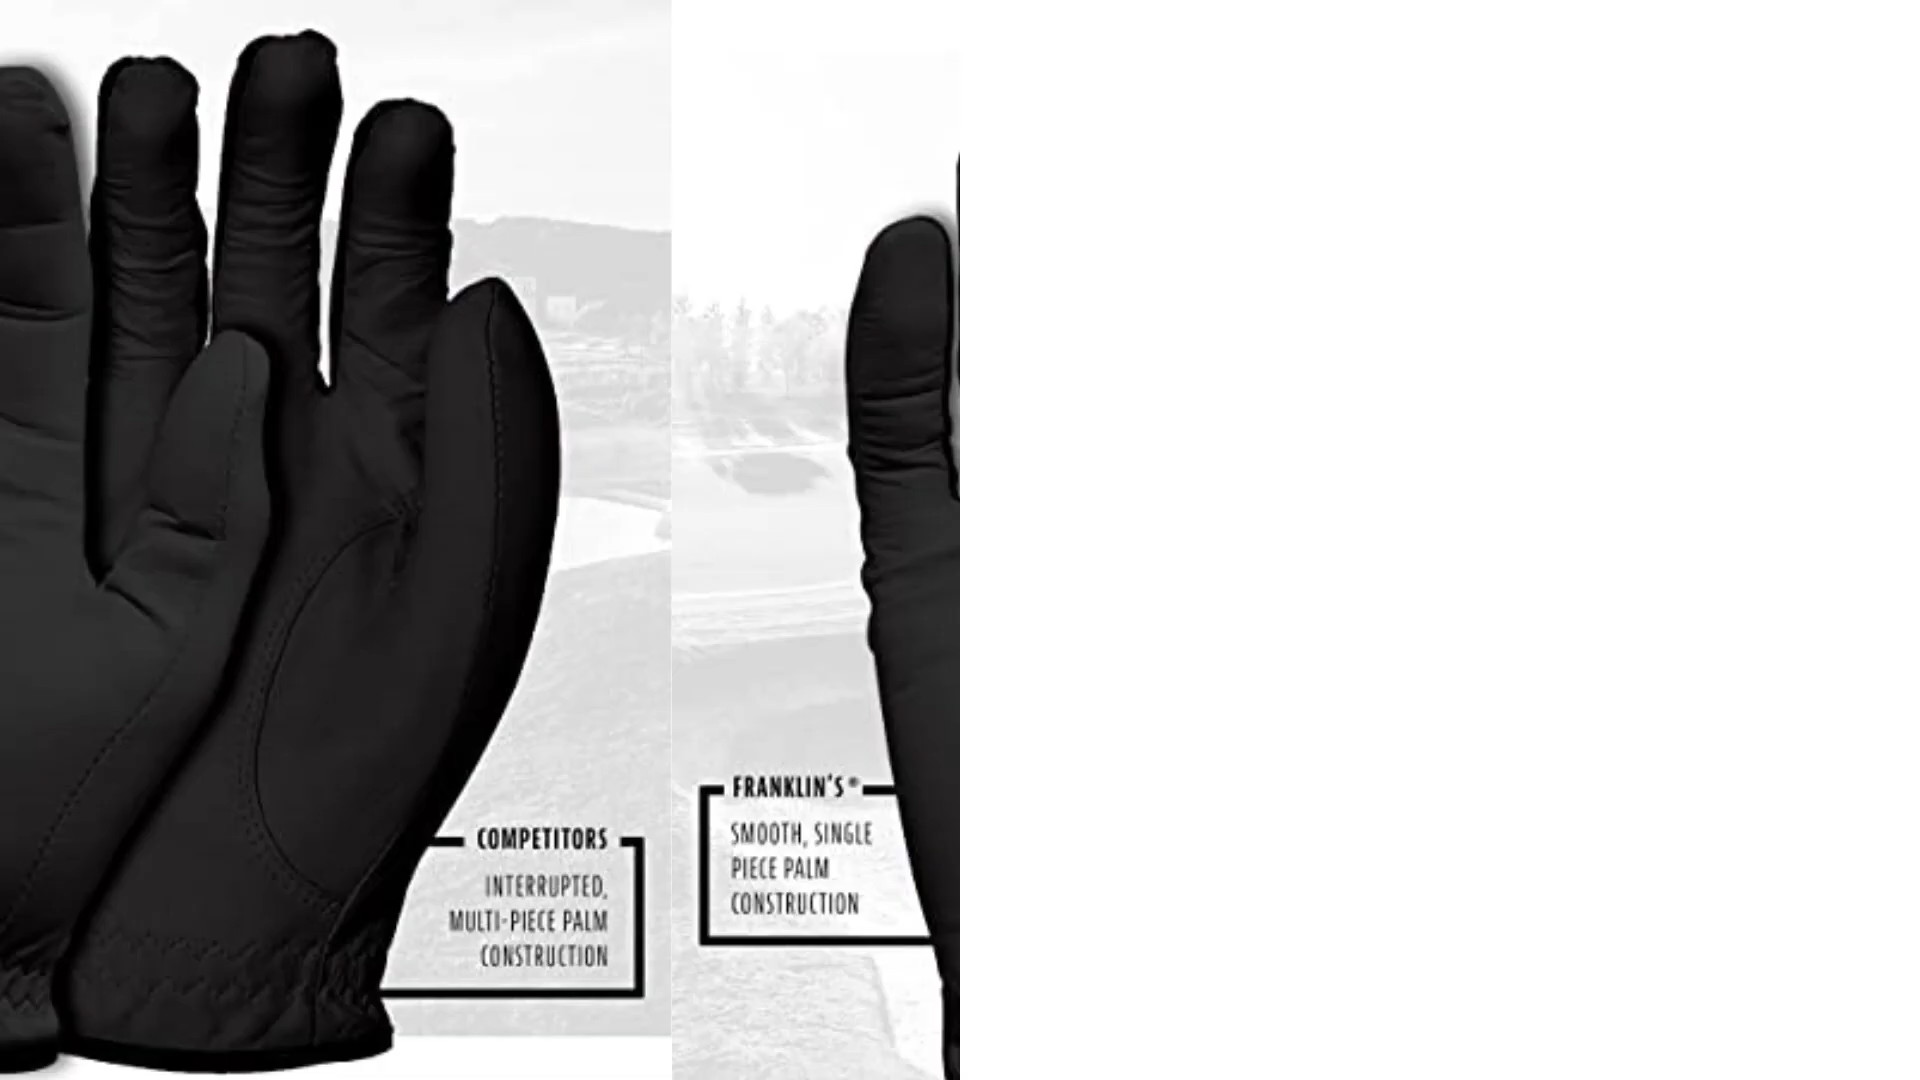 COMPETITORS
INTERRUPTED,
MULTI-PIECE PALM
CONSTRUCTION
FRANKLIN'S®
SMOOTH, SINGLE
PIECE PALM
CONSTRUCTION